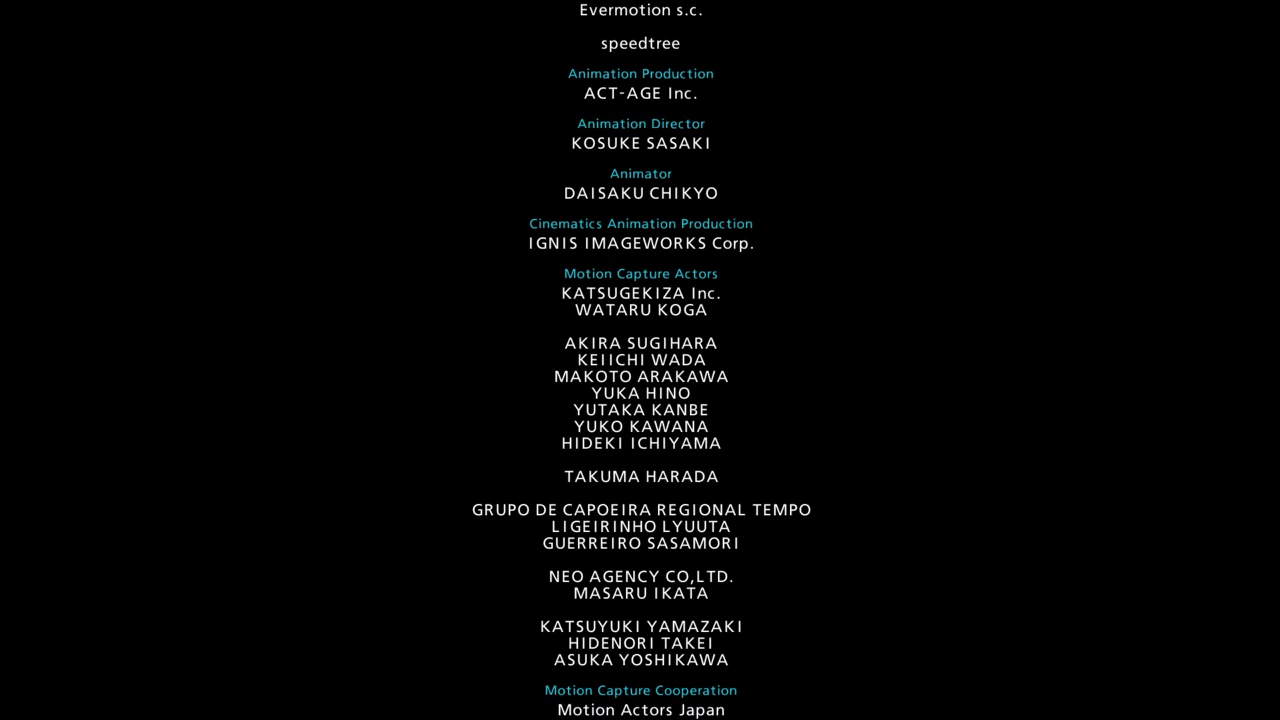 Evermotion s.c.
speedtree
Animation Production
ACT-AGE Inc.
Animation Director
KOSUKE SASAKI
Animator
DAISAKU CHIKYO
Cinematics Animation Production
IGNIS IMAGEWORKS Corp.
Motion Capture Actors
KATSUGEKIZA Inc.
WATARU KOGA
AKIRA SUGIHARA
KEIICHI WADA
MAKOTO ARAKAWA
YUKA HINO
YUTAKA KANBE
YUKO KAWANA
HIDEKI ICHIYAMA
TAKUMA HARADA
GRUPO DE CAPOEIRA REGIONAL TEMPO
LIGEIRINHO LYUUTA
GUERREIRO SASAMORI
NEO AGENCY CO,LTD.
MASARU IKATA
KATSUYUKI YAMAZAKI
HIDENORI TAKEI
ASUKA YOSHIKAWA
Motion Capture Cooperation
Motion Actors Japan